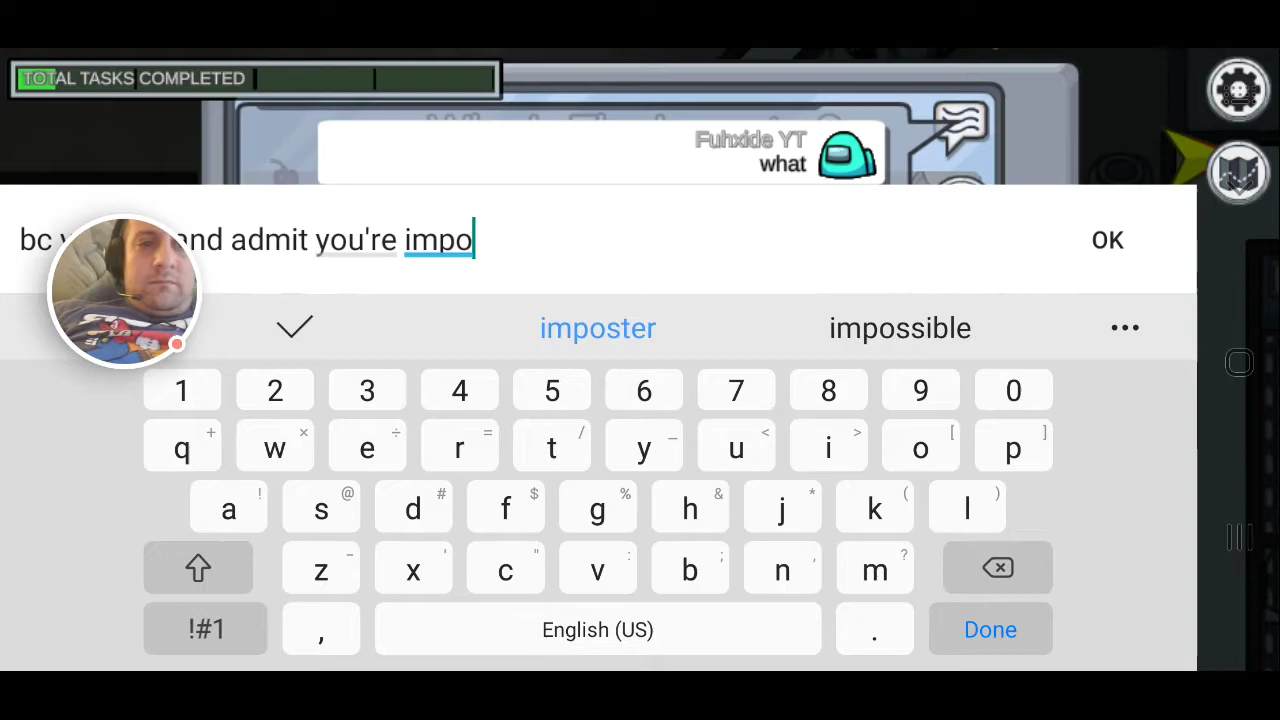 TOTAL TASKS COMPLETED
Fuhxide YT
what
bc and admit you're impo
OK
imposter
impossible
1 2 3 4 5 6 7 8 9 0
q + w × e ÷ r = t / y _ u < i > o [ p ]
a ! s @ d # f $ g % h & j * k ( l )
z - x ' c " v : b ; n , m ?
!#1 , English (US) . Done